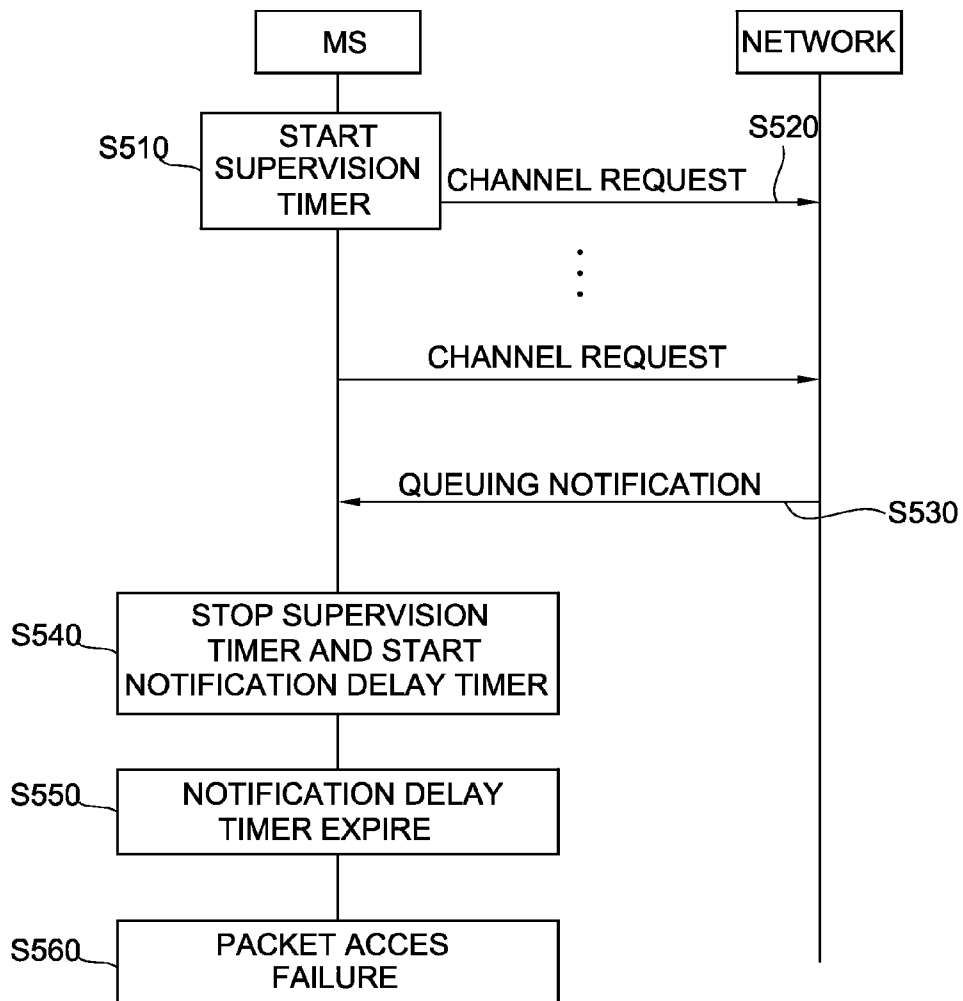 MS
NETWORK
S510
START
SUPERVISION
TIMER
S520
CHANNEL REQUEST
CHANNEL REQUEST
QUEUING NOTIFICATION
S530
S540
STOP SUPERVISION
TIMER AND START
NOTIFICATION DELAY TIMER
S550
NOTIFICATION DELAY
TIMER EXPIRE
S560
PACKET ACCES
FAILURE